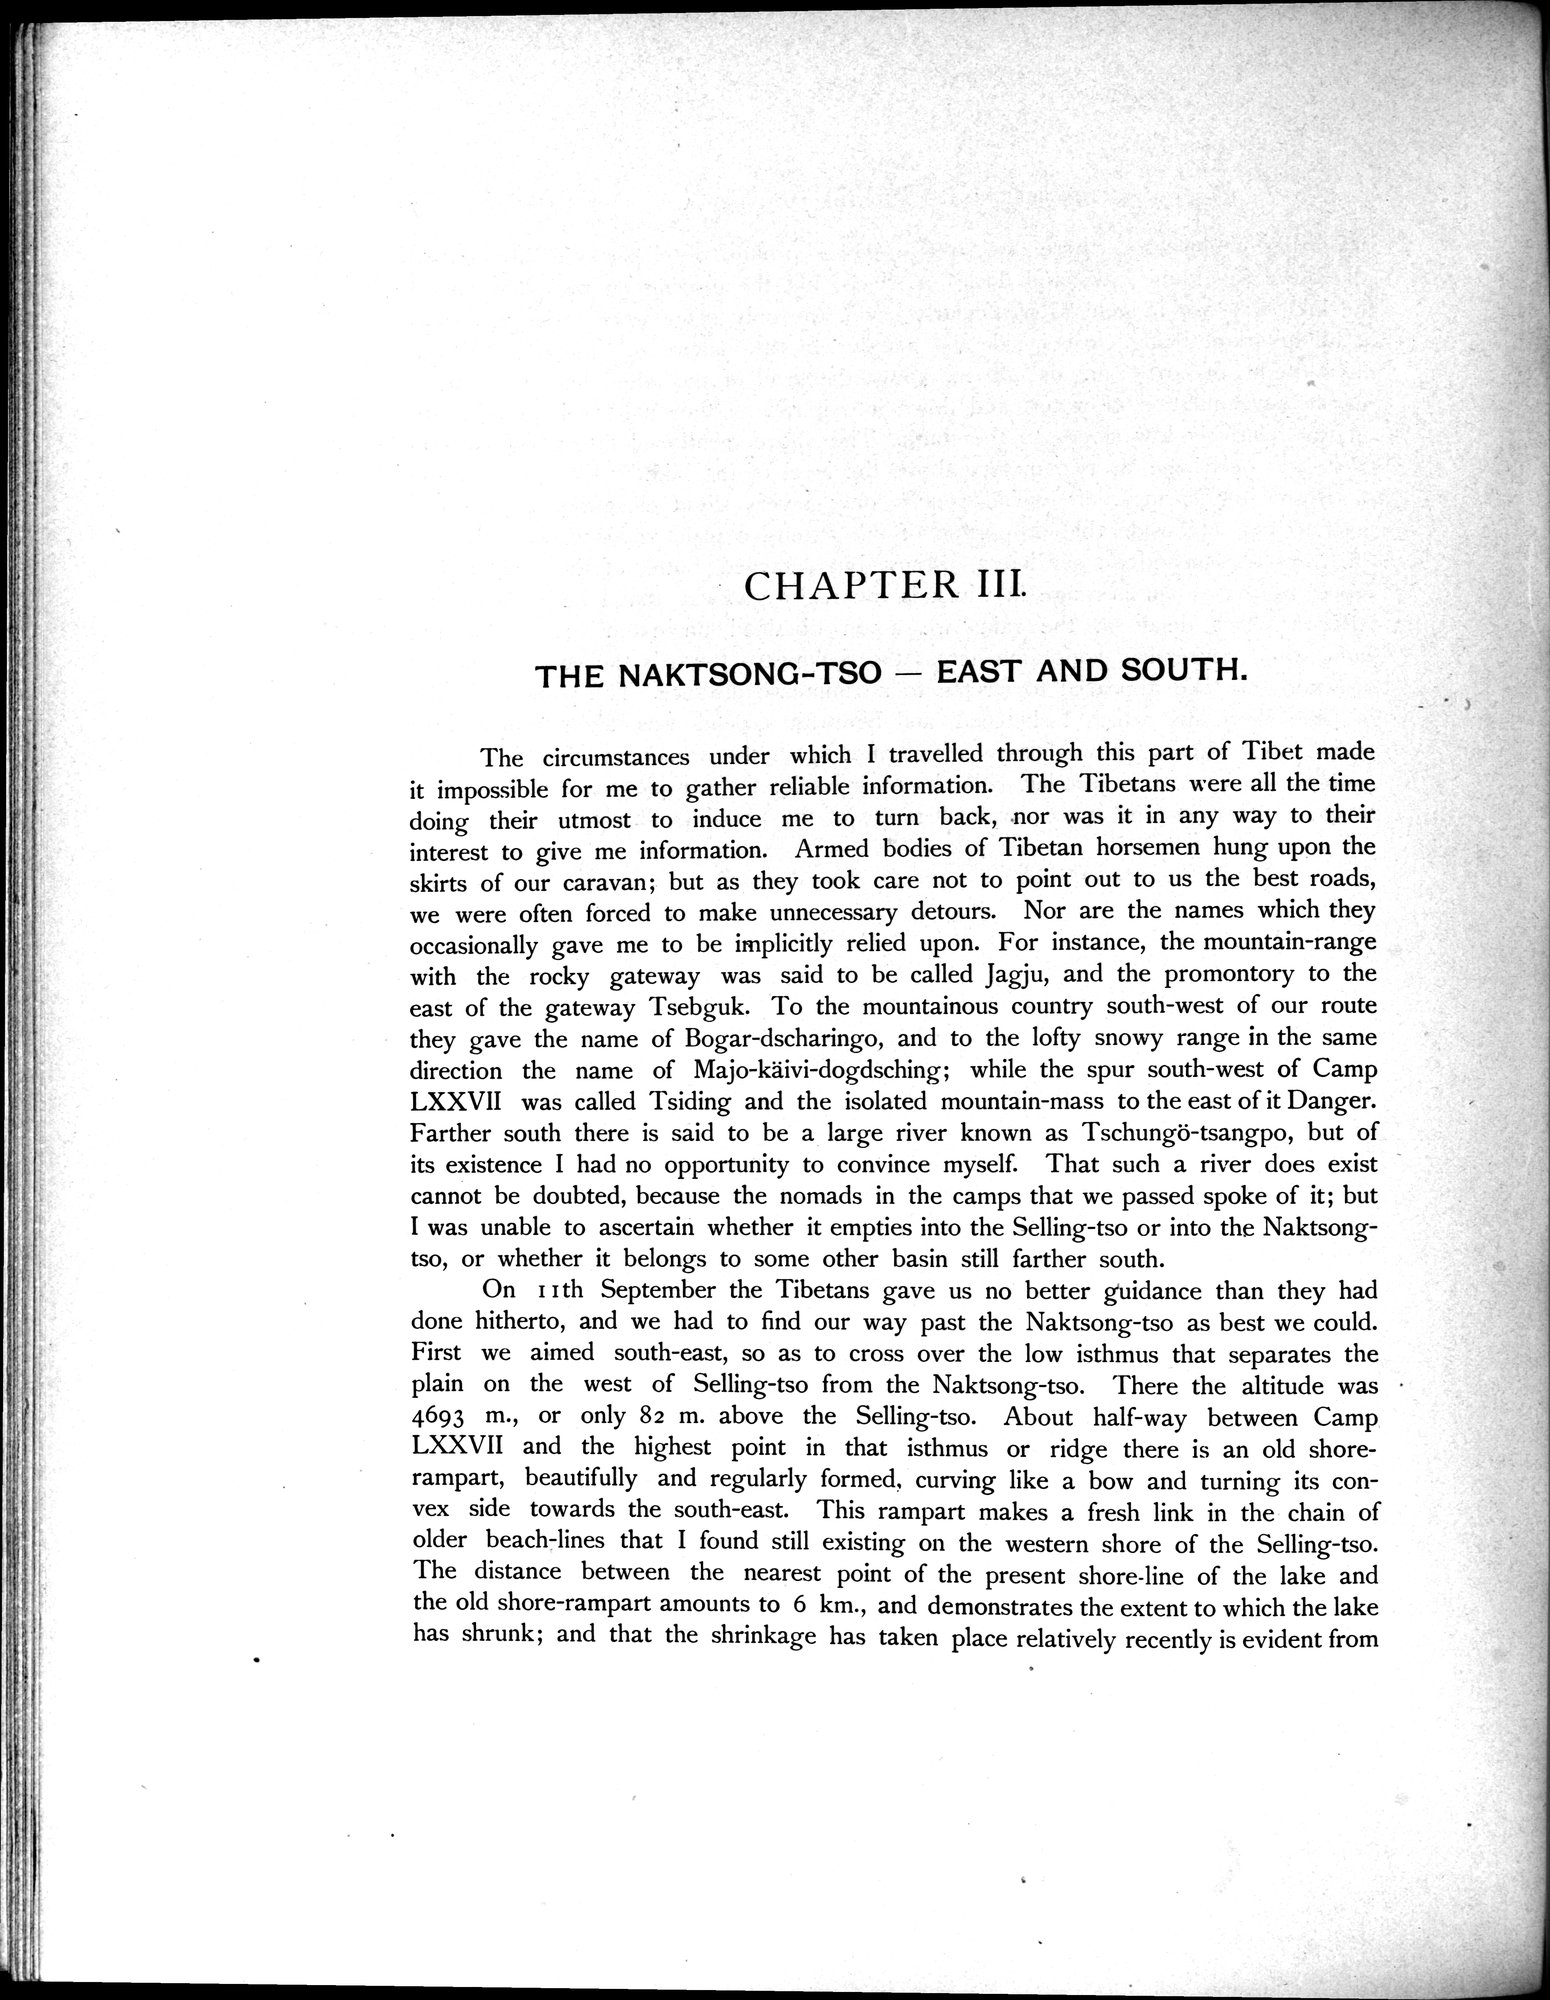 CHAPTER III.
THE NAKTSONG-TSO — EAST AND SOUTH.
The circumstances under which I travelled through this part of Tibet made
it impossible for me to gather reliable information. The Tibetans were all the time
doing their utmost to induce me to turn back, nor was it in any way to their
interest to give me information. Armed bodies of Tibetan horsemen hung upon the
skirts of our caravan; but as they took care not to point out to us the best roads,
we were often forced to make unnecessary detours. Nor are the names which they
occasionally gave me to be implicitly relied upon. For instance, the mountain-range
with the rocky gateway was said to be called Jagju, and the promontory to the
east of the gateway Tsebguk. To the mountainous country south-west of our route
they gave the name of Bogar-dscharingo, and to the lofty snowy range in the same
direction the name of Majo-käivi-dogdsching; while the spur south-west of Camp
LXXVII was called Tsiding and the isolated mountain-mass to the east of it Danger.
Farther south there is said to be a large river known as Tschungö-tsangpo, but of
its existence I had no opportunity to convince myself. That such a river does exist
cannot be doubted, because the nomads in the camps that we passed spoke of it; but
I was unable to ascertain whether it empties into the Selling-tso or into the Naktsong-
tso, or whether it belongs to some other basin still farther south.
On 11th September the Tibetans gave us no better guidance than they had
done hitherto, and we had to find our way past the Naktsong-tso as best we could.
First we aimed south-east, so as to cross over the low isthmus that separates the
plain on the west of Selling-tso from the Naktsong-tso. There the altitude was
4693 m., or only 82 m. above the Selling-tso. About half-way between Camp
LXXVII and the highest point in that isthmus or ridge there is an old shore-
rampart, beautifully and regularly formed, curving like a bow and turning its con-
vex side towards the south-east. This rampart makes a fresh link in the chain of
older beach-lines that I found still existing on the western shore of the Selling-tso.
The distance between the nearest point of the present shore-line of the lake and
the old shore-rampart amounts to 6 km., and demonstrates the extent to which the lake
has shrunk; and that the shrinkage has taken place relatively recently is evident from